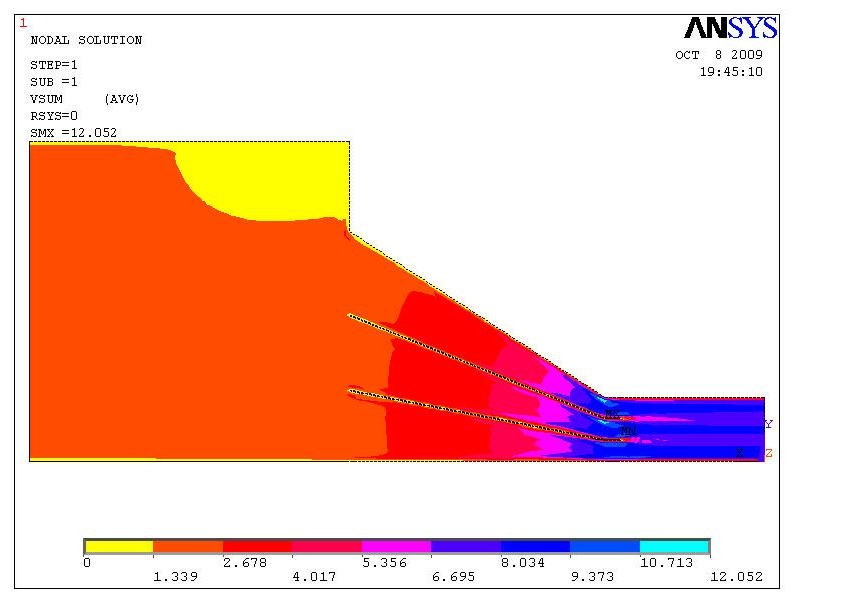 1
ANSYS
NODAL SOLUTION
OCT 8 2009
19:45:10
STEP=1
SUB =1
VSUM (AVG)
RSYS=0
SMX =12.052
MX
MN
Y
X
Z
0
1.339
2.678
4.017
5.356
6.695
8.034
9.373
10.713
12.052